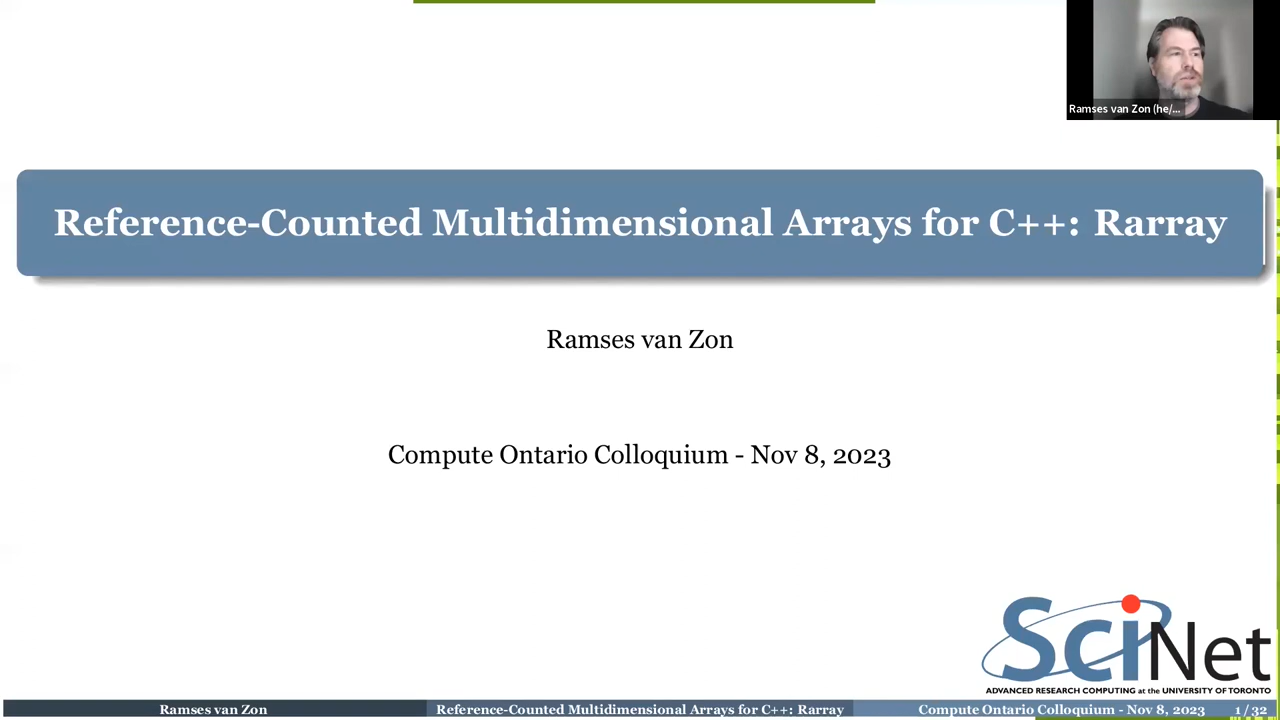 Ramses van Zon (he/...
Reference-Counted Multidimensional Arrays for C++: Rarray
Ramses van Zon
Compute Ontario Colloquium - Nov 8, 2023
SciNet
ADVANCED RESEARCH COMPUTING at the UNIVERSITY OF TORONTO
Ramses van Zon
Reference-Counted Multidimensional Arrays for C++: Rarray
Compute Ontario Colloquium - Nov 8, 2023
1 / 32